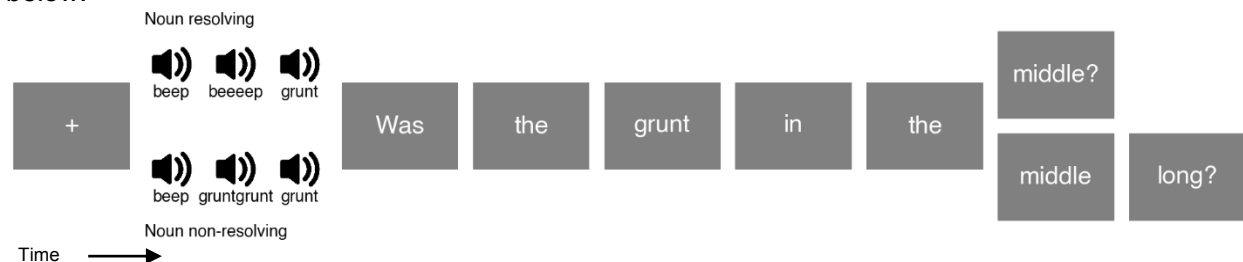 below.
Noun resolving
beep beeeep grunt
+
Was the grunt in the
middle?
middle long?
beep gruntgrunt grunt
Noun non-resolving
Time